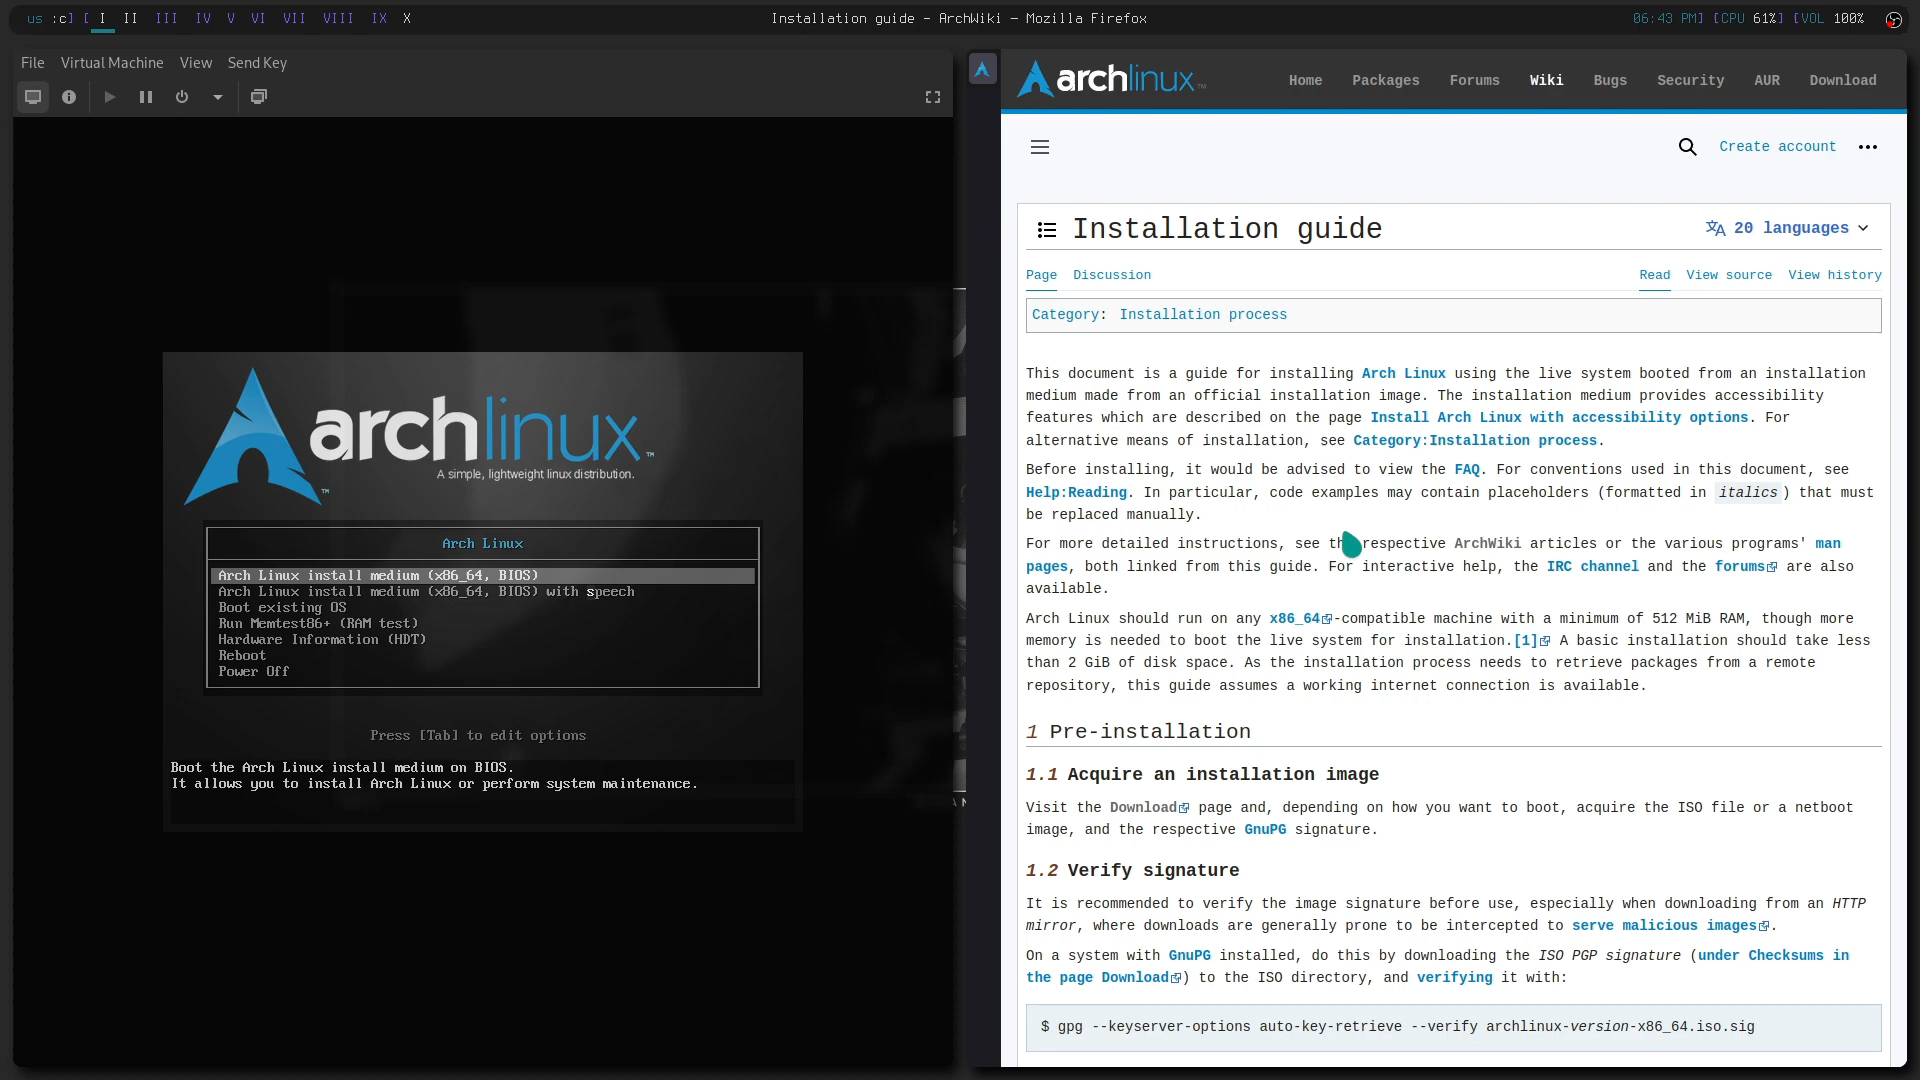 us :c] [ I II III IV V VI VII VIII IX X
Installation guide - ArchWiki — Mozilla Firefox
06:43 PM] [CPU 61%] [VOL 100%
File Virtual Machine View Send Key
archlinux™
A simple, lightweight linux distribution.
™
Arch Linux
Arch Linux install medium (x86_64, BIOS)
Arch Linux install medium (x86_64, BIOS) with speech
Boot existing OS
Run Memtest86+ (RAM test)
Hardware Information (HDT)
Reboot
Power Off
Press [Tab] to edit options
Boot the Arch Linux install medium on BIOS.
It allows you to install Arch Linux or perform system maintenance.
archlinux™
Home Packages Forums Wiki Bugs Security AUR Download
Create account
Installation guide
20 languages
Page Discussion
Read View source View history
Category: Installation process
This document is a guide for installing Arch Linux using the live system booted from an installation
medium made from an official installation image. The installation medium provides accessibility
features which are described on the page Install Arch Linux with accessibility options. For
alternative means of installation, see Category:Installation process.
Before installing, it would be advised to view the FAQ. For conventions used in this document, see
Help:Reading. In particular, code examples may contain placeholders (formatted in italics) that must
be replaced manually.
For more detailed instructions, see the respective ArchWiki articles or the various programs' man
pages, both linked from this guide. For interactive help, the IRC channel and the forums are also
available.
Arch Linux should run on any x86_64-compatible machine with a minimum of 512 MiB RAM, though more
memory is needed to boot the live system for installation.[1] A basic installation should take less
than 2 GiB of disk space. As the installation process needs to retrieve packages from a remote
repository, this guide assumes a working internet connection is available.
1 Pre-installation
1.1 Acquire an installation image
Visit the Download page and, depending on how you want to boot, acquire the ISO file or a netboot
image, and the respective GnuPG signature.
1.2 Verify signature
It is recommended to verify the image signature before use, especially when downloading from an HTTP
mirror, where downloads are generally prone to be intercepted to serve malicious images.
On a system with GnuPG installed, do this by downloading the ISO PGP signature (under Checksums in
the page Download) to the ISO directory, and verifying it with:
$ gpg --keyserver-options auto-key-retrieve --verify archlinux-version-x86_64.iso.sig